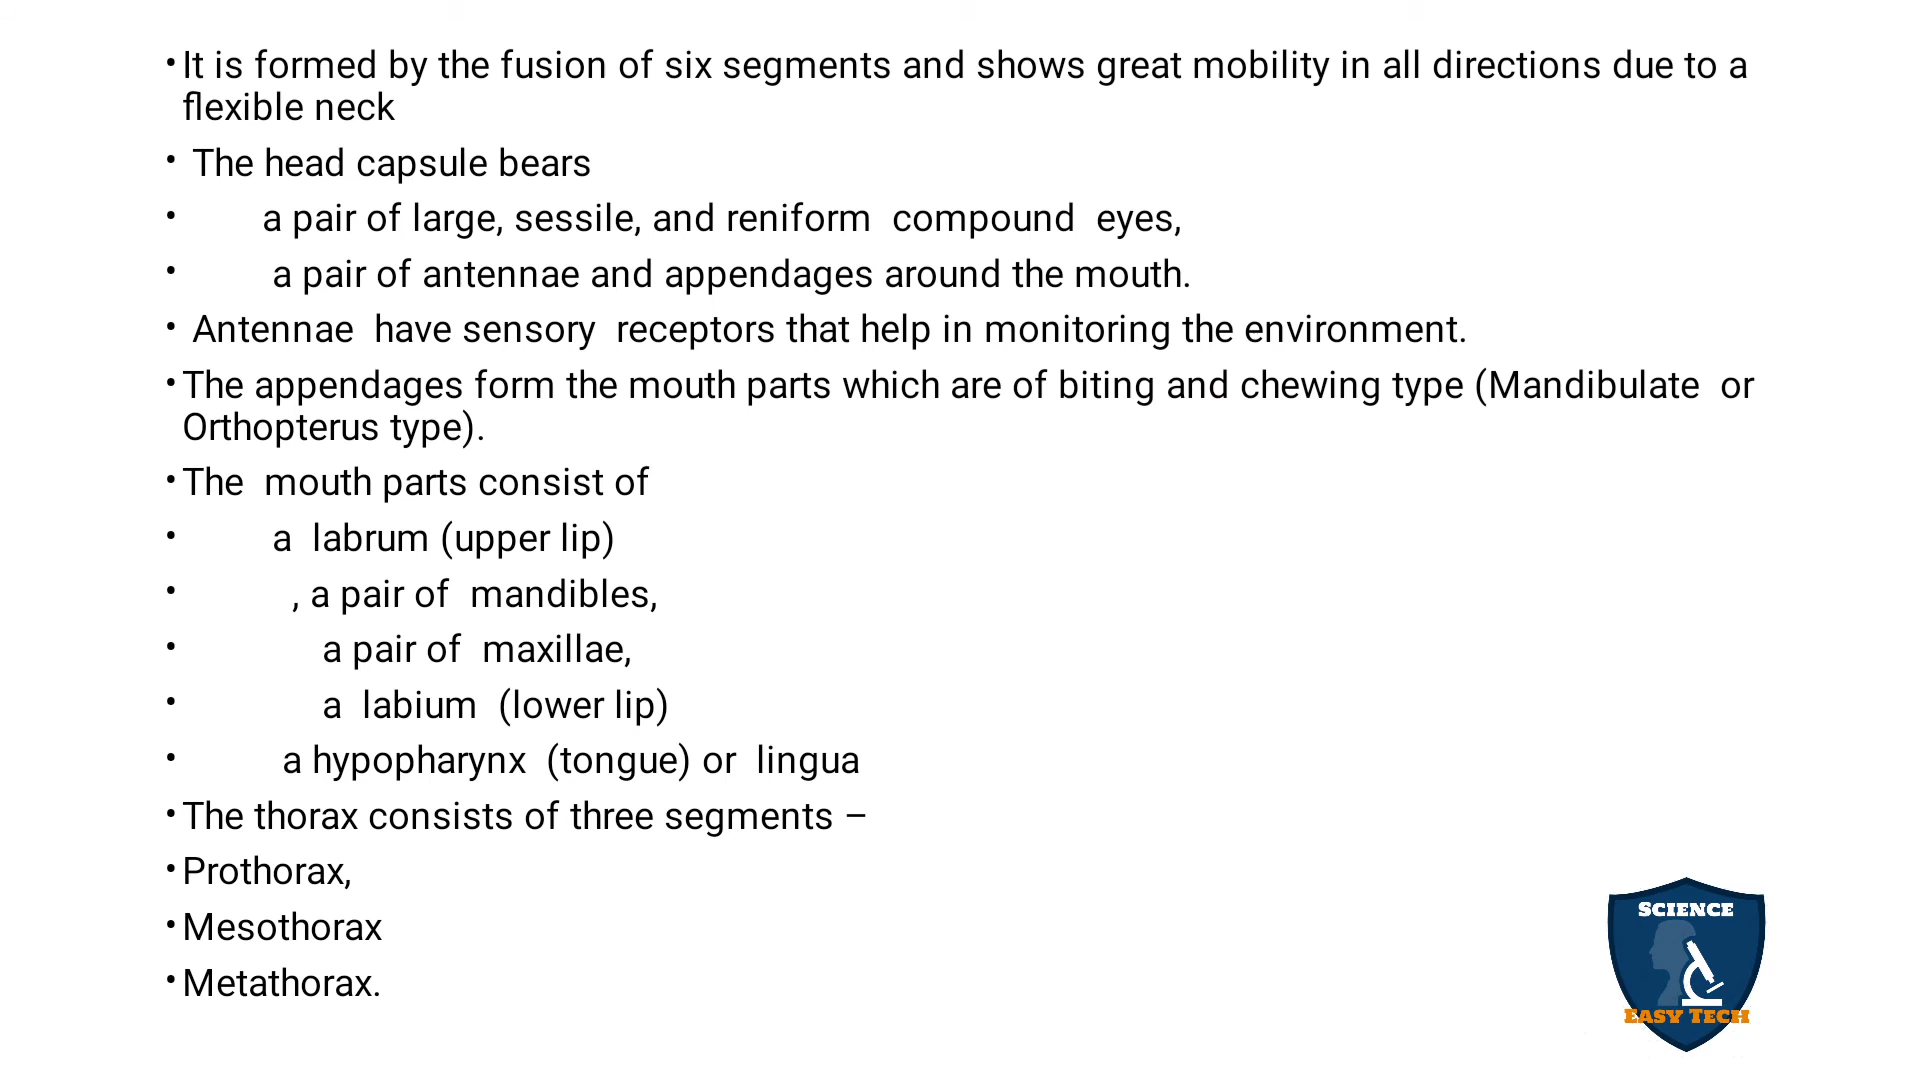 •It is formed by the fusion of six segments and shows great mobility in all directions due to a
flexible neck
• The head capsule bears
• a pair of large, sessile, and reniform compound eyes,
• a pair of antennae and appendages around the mouth.
• Antennae have sensory receptors that help in monitoring the environment.
•The appendages form the mouth parts which are of biting and chewing type (Mandibulate or
Orthopterus type).
•The mouth parts consist of
• a labrum (upper lip)
• , a pair of mandibles,
• a pair of maxillae,
• a labium (lower lip)
• a hypopharynx (tongue) or lingua
•The thorax consists of three segments –
•Prothorax,
•Mesothorax
•Metathorax.
SCIENCE
EASY TECH